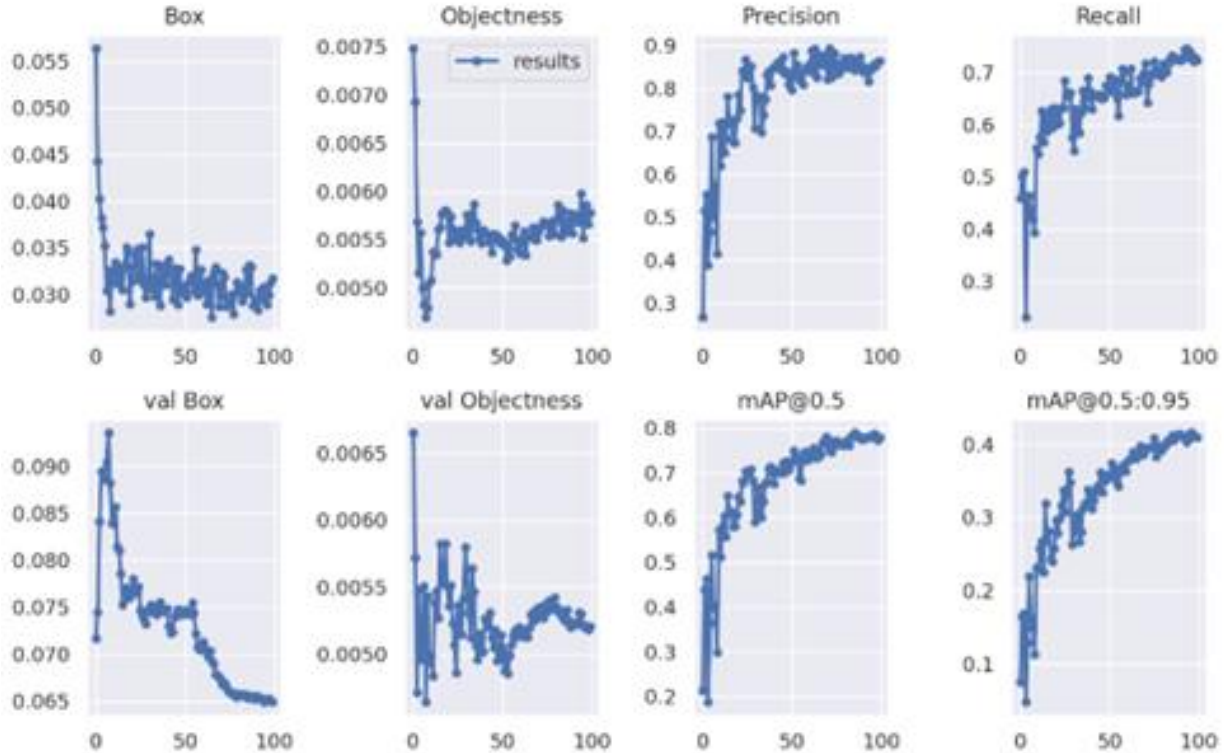 Box Objectness Precision Recall
0.055 0.0075 results 0.9 0.7
0.050 0.0070 0.8 0.6
0.045 0.0065 0.7 0.5
0.040 0.0060 0.6 0.4
0.035 0.0055 0.5 0.3
0.030 0.0050 0.4
0.3
0 50 100 0 50 100 0 50 100 0 50 100
val Box val Objectness mAP@0.5 mAP@0.5:0.95
0.090 0.0065 0.8 0.4
0.085 0.0060 0.7 0.3
0.080 0.0055 0.6 0.2
0.075 0.0050 0.5 0.1
0.070 0.4
0.065 0.3
0.2
0 50 100 0 50 100 0 50 100 0 50 100